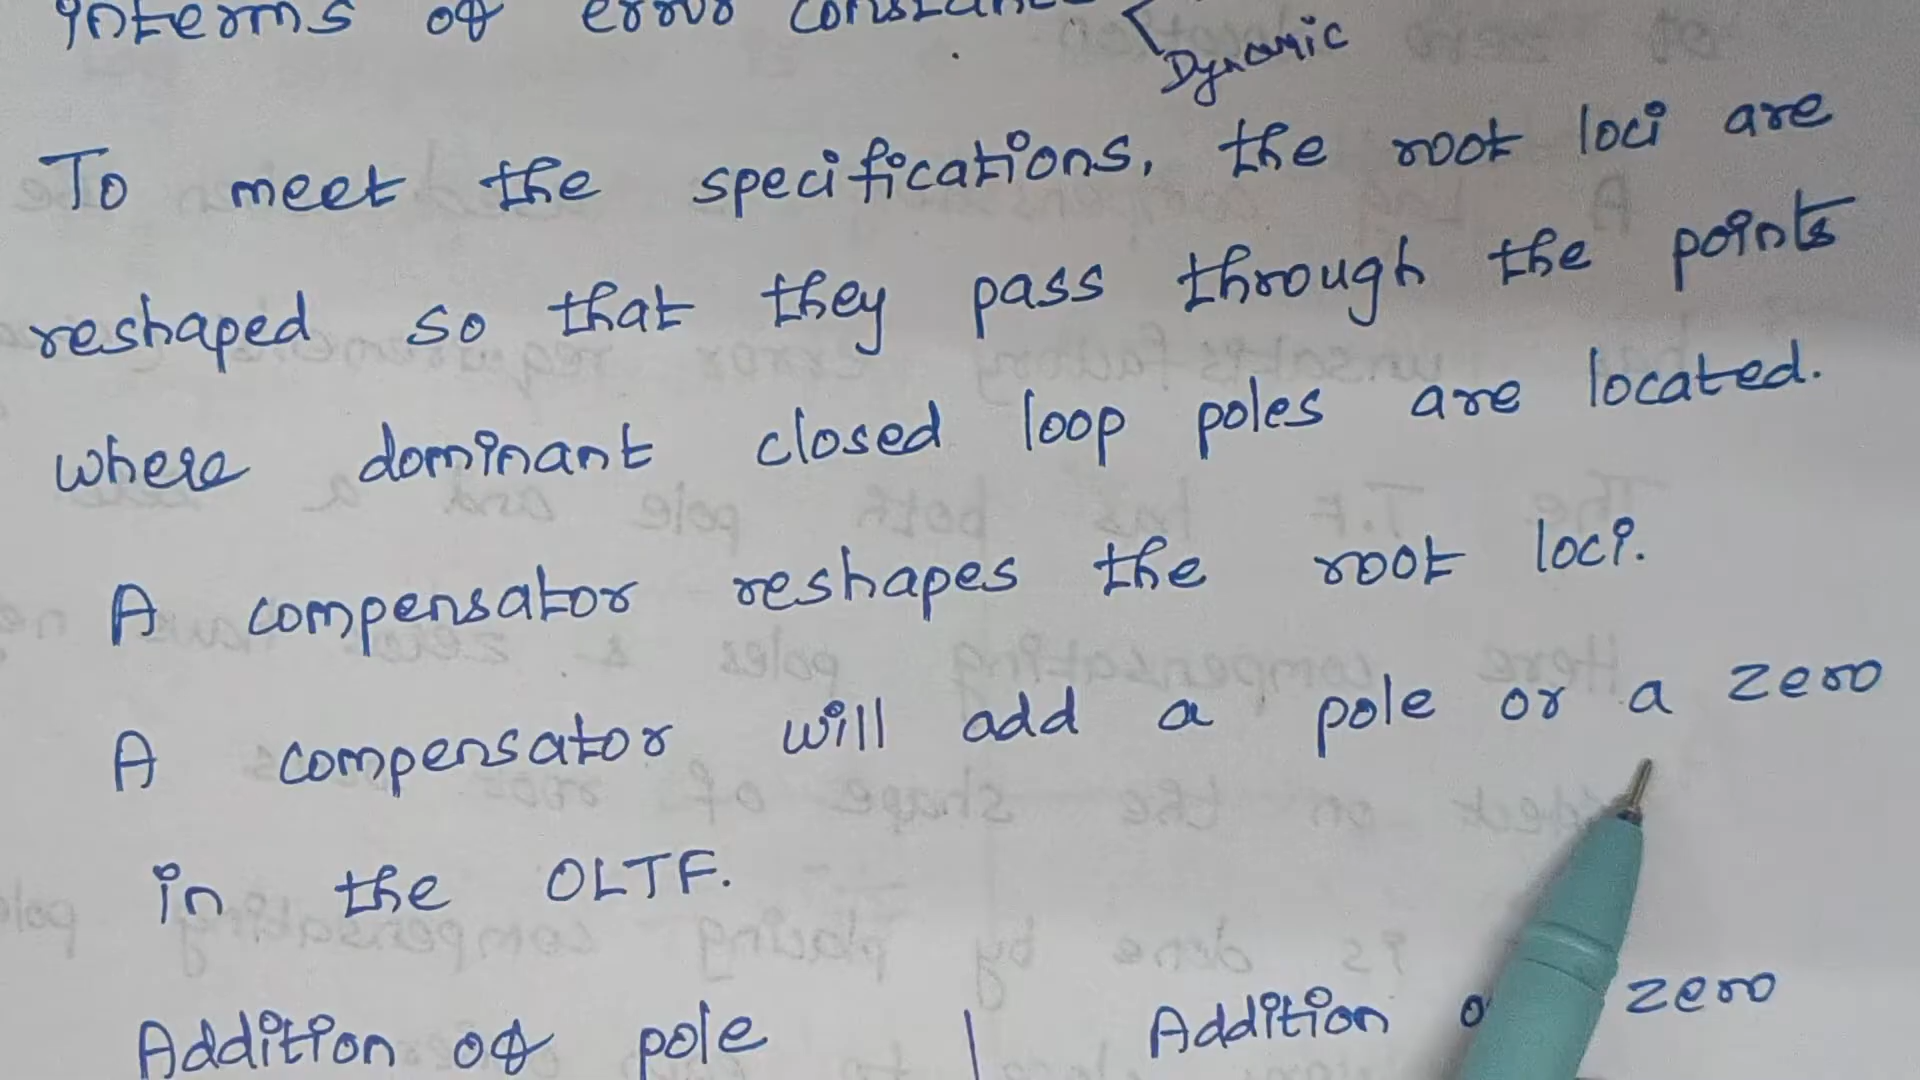 interms of error
Dynamic
To meet the specifications, the root loci are
reshaped so that they pass through the points
where dominant closed loop poles are located.
A compensator reshapes the root loci.
A compensator will add a pole or a zero
in the OLTF.
Addition of pole | Addition zero